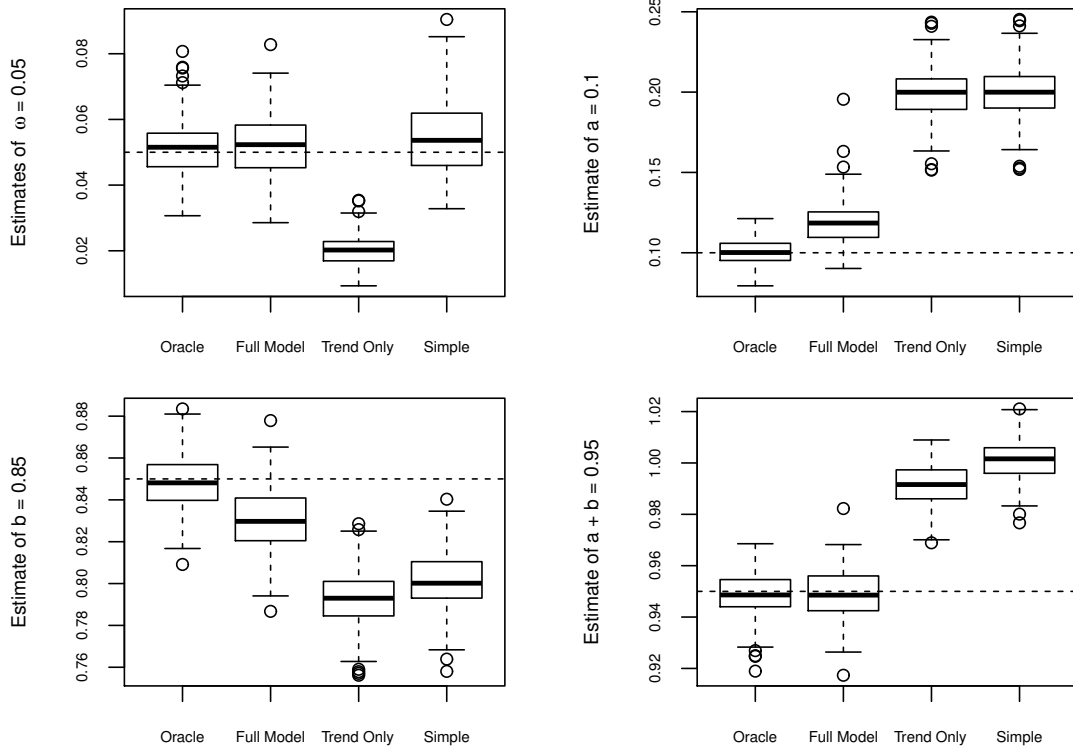 Estimates of ω = 0.05
0.08
0.06
0.04
0.02
Oracle Full Model Trend Only Simple
Estimate of a = 0.1
0.25
0.20
0.15
0.10
Oracle Full Model Trend Only Simple
Estimate of b = 0.85
0.88
0.86
0.84
0.82
0.80
0.78
0.76
Oracle Full Model Trend Only Simple
Estimate of a + b = 0.95
1.02
1.00
0.98
0.96
0.94
0.92
Oracle Full Model Trend Only Simple